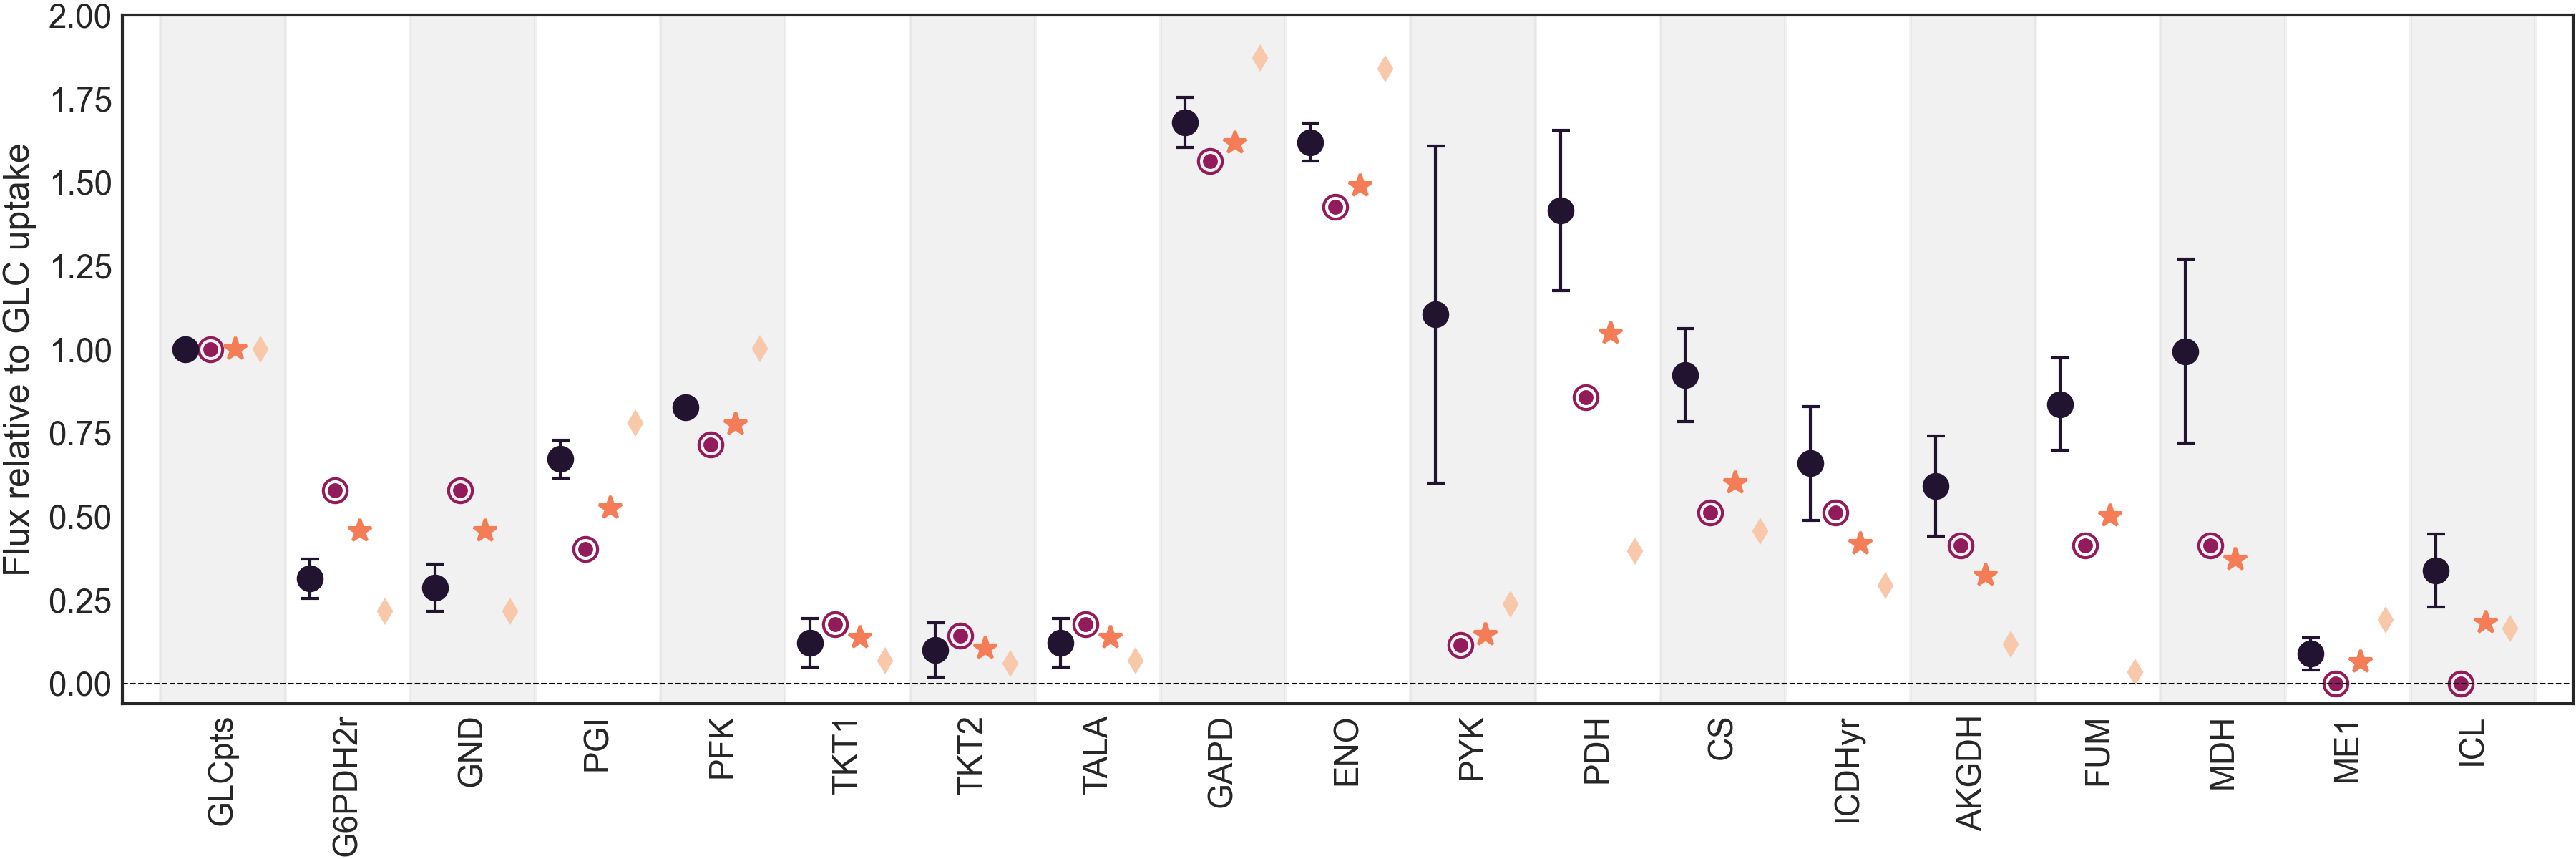 Flux relative to GLC uptake
2.00
1.75
1.50
1.25
1.00
0.75
0.50
0.25
0.00
GLCpts
G6PDH2r
GND
PGI
PFK
TKT1
TKT2
TALA
GAPD
ENO
PYK
PDH
CS
ICDHyr
AKGDH
FUM
MDH
ME1
ICL